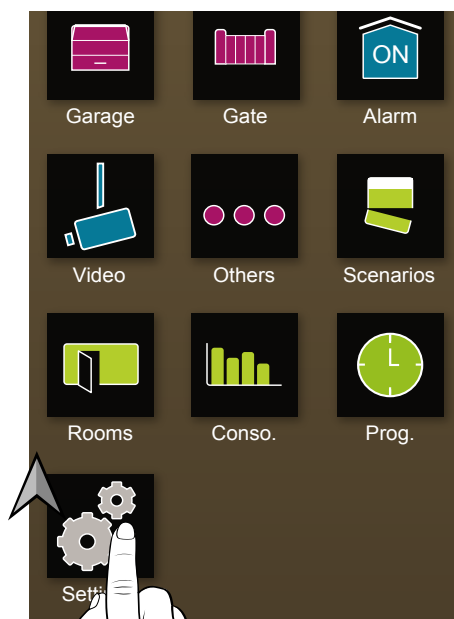 Garage Gate Alarm
ON
Video Others Scenarios
Rooms Conso. Prog.